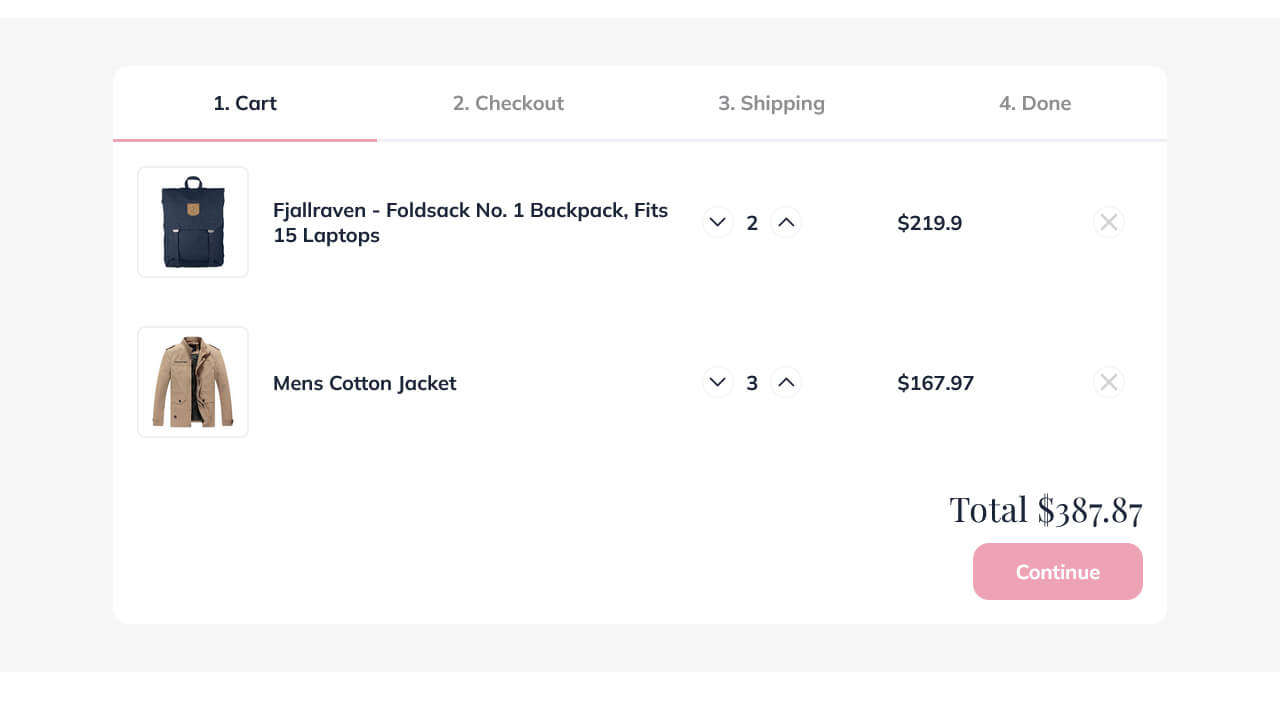 1. Cart
2. Checkout
3. Shipping
4. Done
Fjallraven - Foldsack No. 1 Backpack, Fits
15 Laptops
2
$219.9
Mens Cotton Jacket
3
$167.97
Total $387.87
Continue